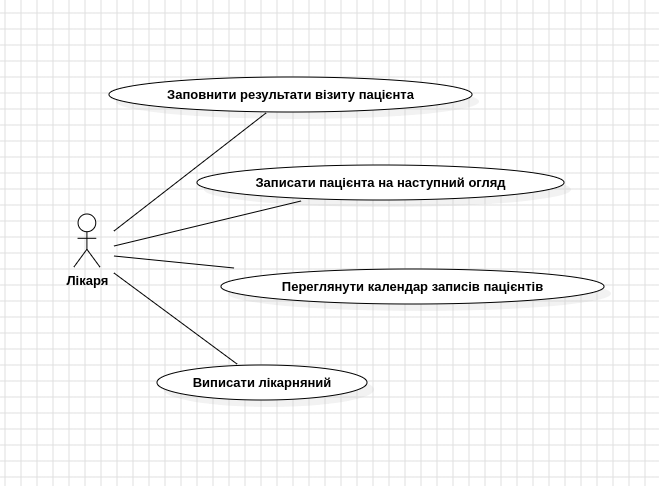 Заповнити результати візиту пацієнта
Записати пацієнта на наступний огляд
Лікаря
Переглянути календар записів пацієнтів
Виписати лікарняний